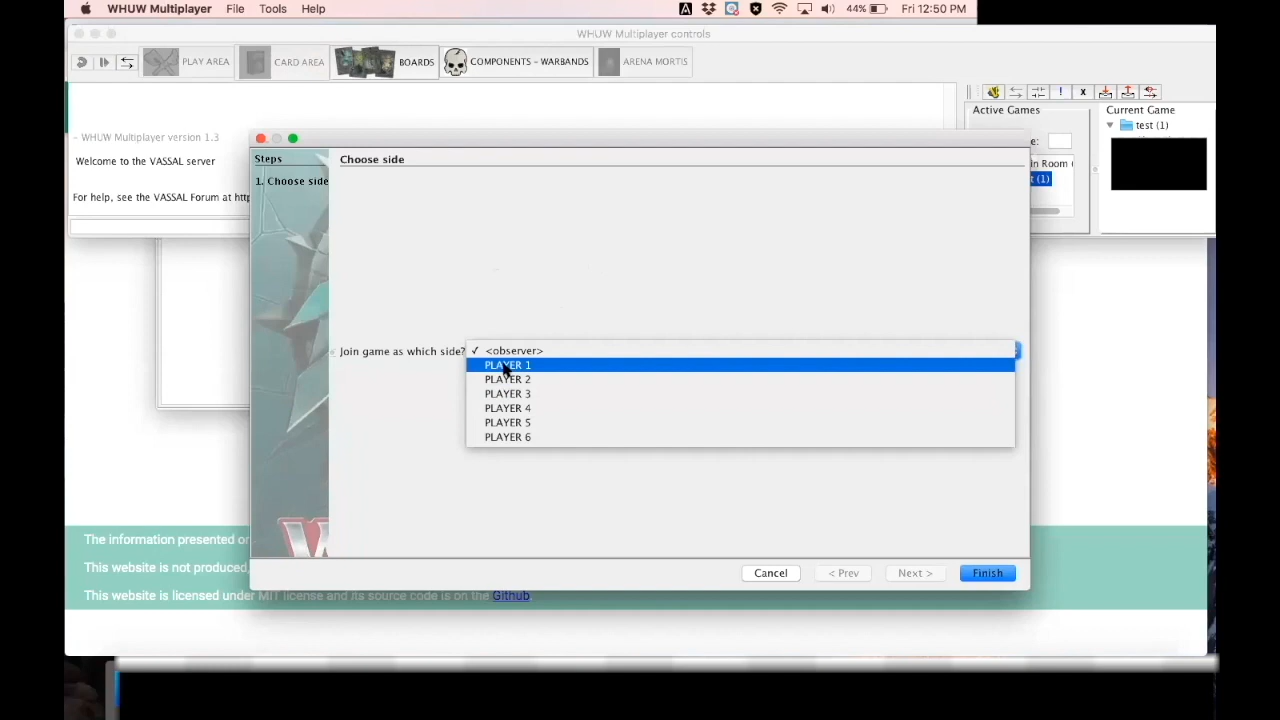 WHUW Multiplayer File Tools Help 44% Fri 12:50 PM
WHUW Multiplayer controls
PLAY AREA CARD AREA BOARDS COMPONENTS - WARBANDS ARENA MORTIS
Active Games Current Game
test (1)
- WHUW Multiplayer version 1.3
Welcome to the VASSAL server
For help, see the VASSAL Forum at http
Steps Choose side
1. Choose side
Join game as which side? ✓ <observer>
PLAYER 1
PLAYER 2
PLAYER 3
PLAYER 4
PLAYER 5
PLAYER 6
The information presented on
This website is not produced,
This website is licensed under MIT license and its source code is on the Github
Cancel < Prev Next > Finish